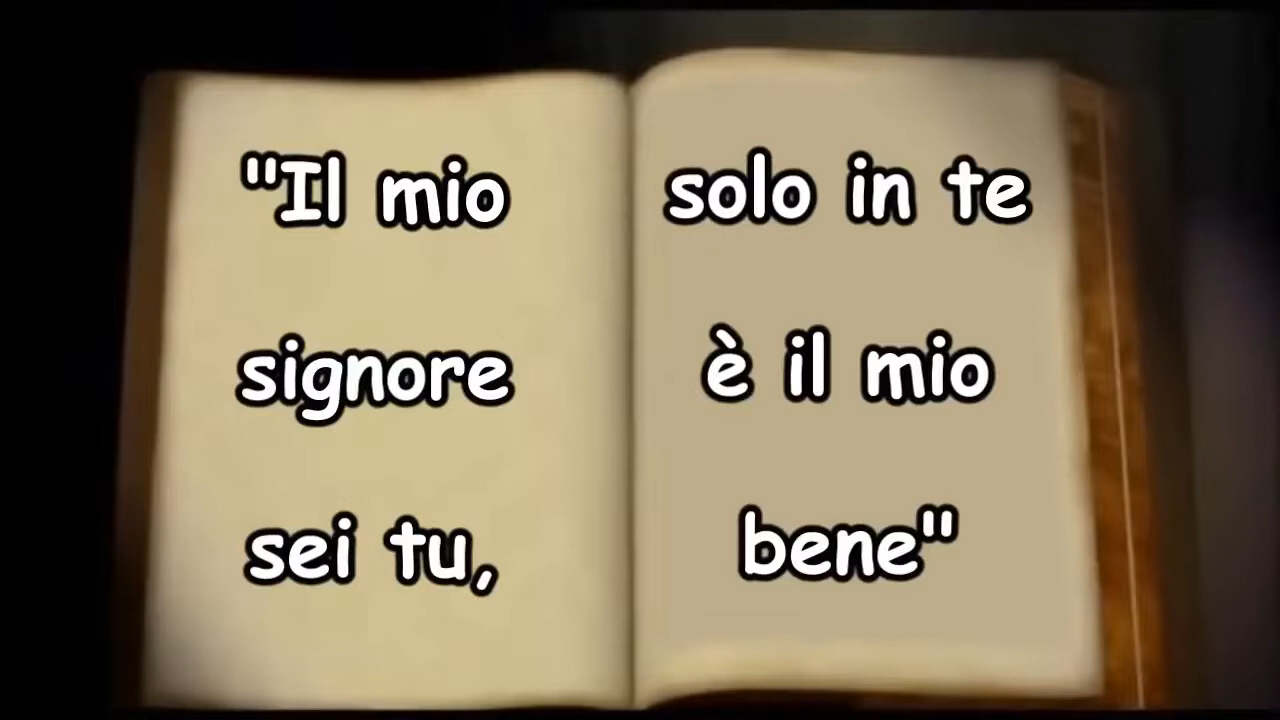 "Il mio
signore
sei tu,
solo in te
è il mio
bene"